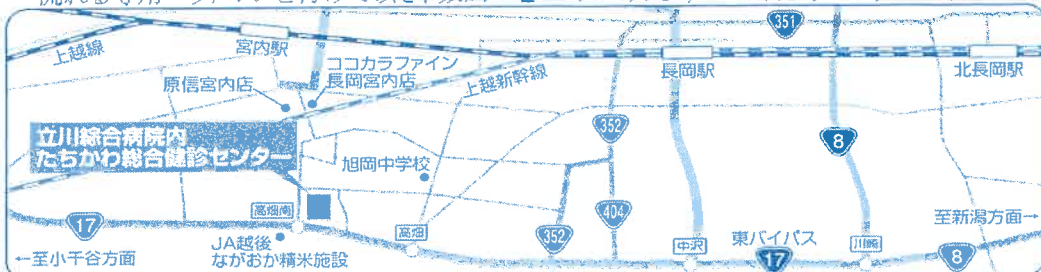 351
上越線
宮内駅
ココカラファイン
長岡宮内店
上越新幹線
長岡駅
北長岡駅
原信宮内店
立川綜合病院内
たちかわ総合健診センター
旭岡中学校
352
8
高畑南
17
JA越後
ながおか精米施設
←至小千谷方面
高畑
352
404
中沢
東バイパス
17
川崎
8
至新潟方面→